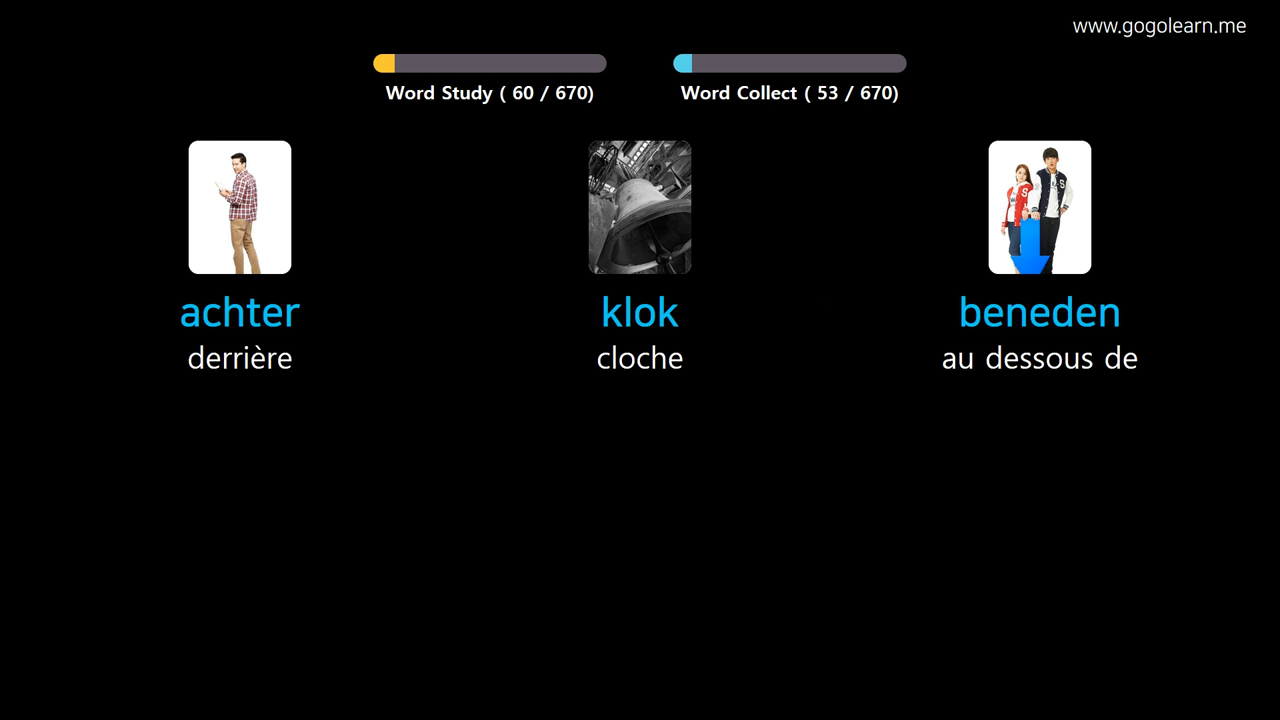 www.gogolearn.me
Word Study ( 60 / 670)
Word Collect ( 53 / 670)
achter
derrière
klok
cloche
beneden
au dessous de